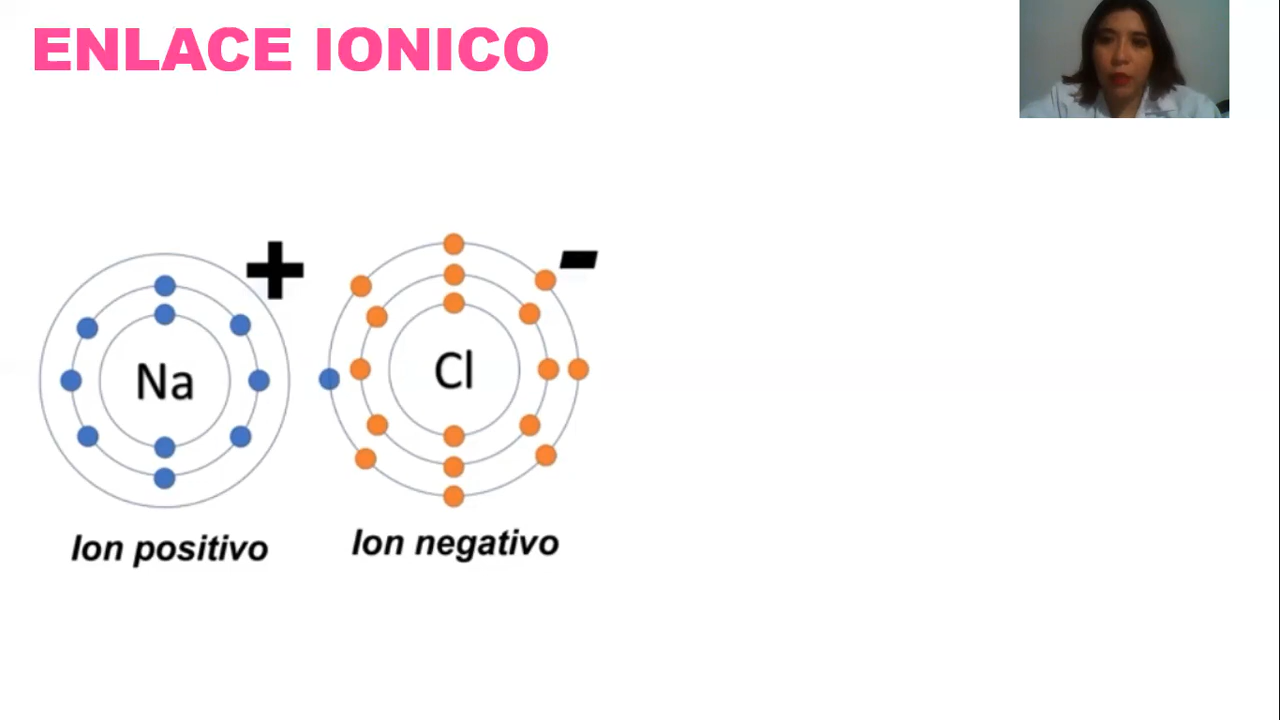 ENLACE IONICO
+
-
Na
Cl
Ion positivo
Ion negativo